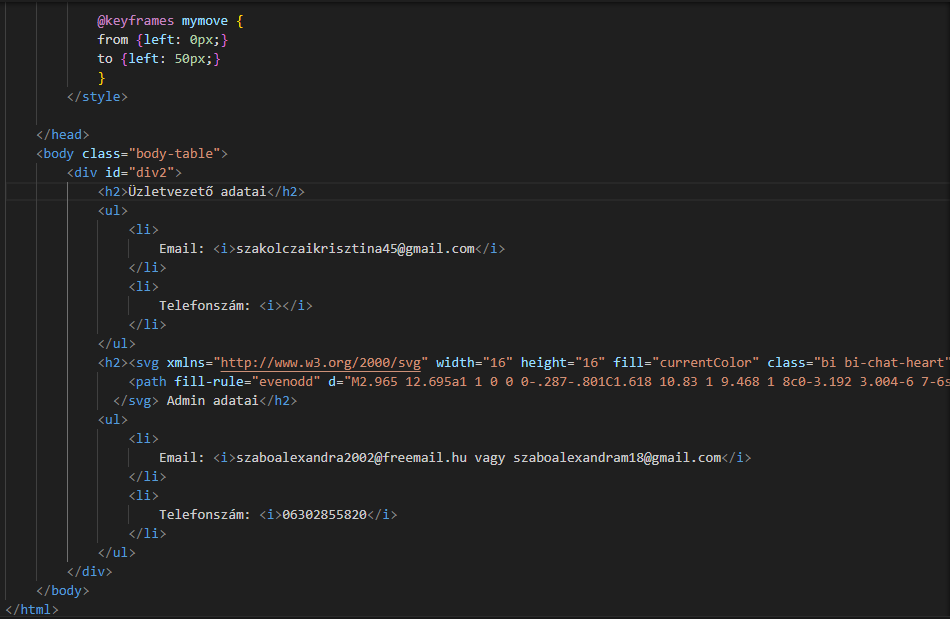 @keyframes mymove {
from {left: 0px;}
to {left: 50px;}
}
</style>
</head>
<body class="body-table">
<div id="div2">
<h2>Üzletvezető adatai</h2>
<ul>
<li>
Email: <i>szakolczaikrisztina45@gmail.com</i>
</li>
<li>
Telefonszám: <i></i>
</li>
</ul>
<h2><svg xmlns="http://www.w3.org/2000/svg" width="16" height="16" fill="currentColor" class="bi bi-chat-heart"
<path fill-rule="evenodd" d="M2.965 12.695a1 1 0 0 0-.287-.801C1.618 10.83 1 9.468 1 8c0-3.192 3.004-6 7-6s
</svg> Admin adatai</h2>
<ul>
<li>
Email: <i>szaboalexandra2002@freemail.hu vagy szaboalexandram18@gmail.com</i>
</li>
<li>
Telefonszám: <i>06302855820</i>
</li>
</ul>
</div>
</body>
</html>